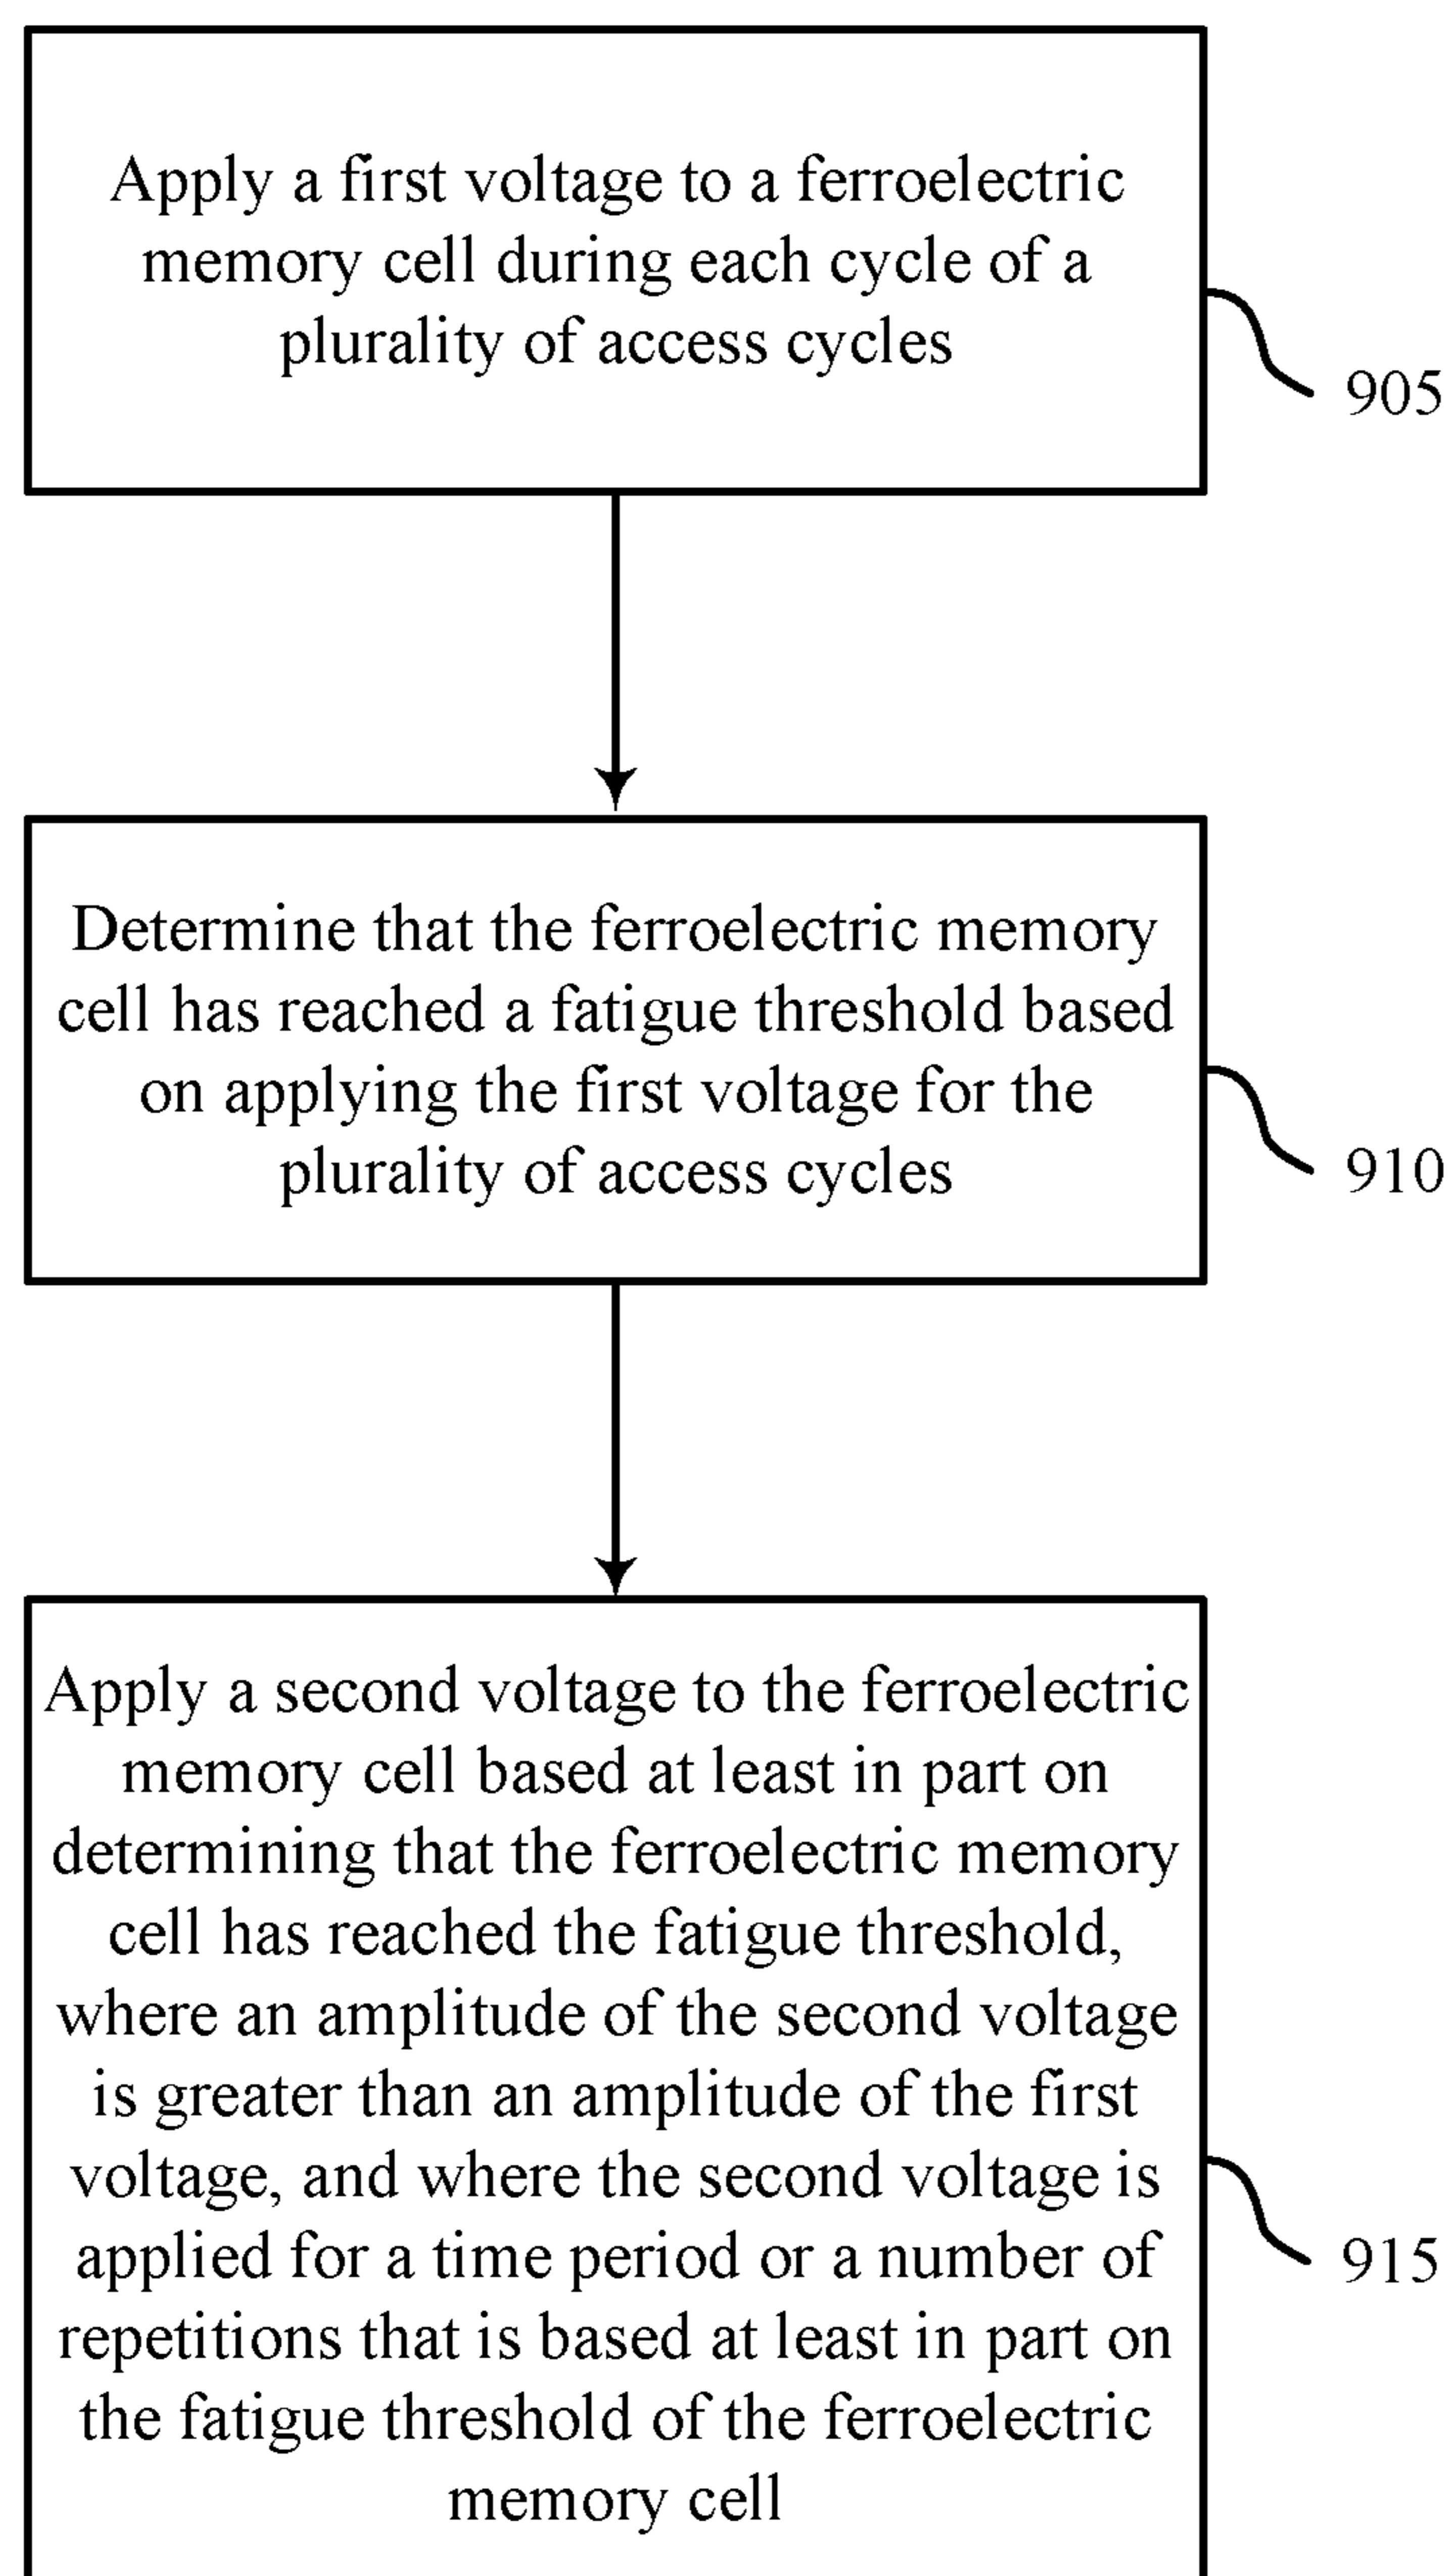 Apply a first voltage to a ferroelectric
memory cell during each cycle of a
plurality of access cycles
905
Determine that the ferroelectric memory
cell has reached a fatigue threshold based
on applying the first voltage for the
plurality of access cycles
910
Apply a second voltage to the ferroelectric
memory cell based at least in part on
determining that the ferroelectric memory
cell has reached the fatigue threshold,
where an amplitude of the second voltage
is greater than an amplitude of the first
voltage, and where the second voltage is
applied for a time period or a number of
repetitions that is based at least in part on
the fatigue threshold of the ferroelectric
memory cell
915